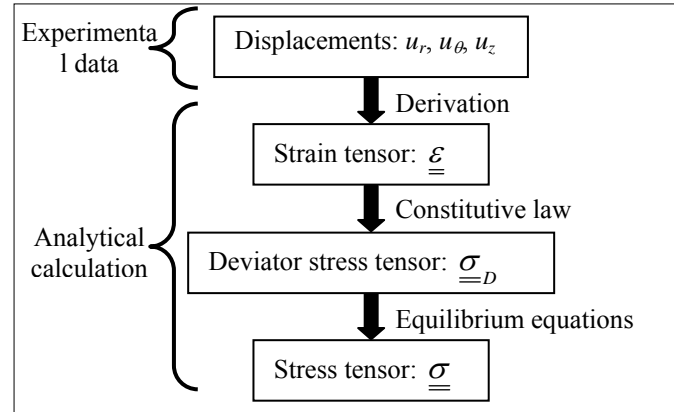 Experimenta
l data
Displacements: u_r, u_θ, u_z
Derivation
Strain tensor: ε
Constitutive law
Analytical
calculation
Deviator stress tensor: σ_D
Equilibrium equations
Stress tensor: σ